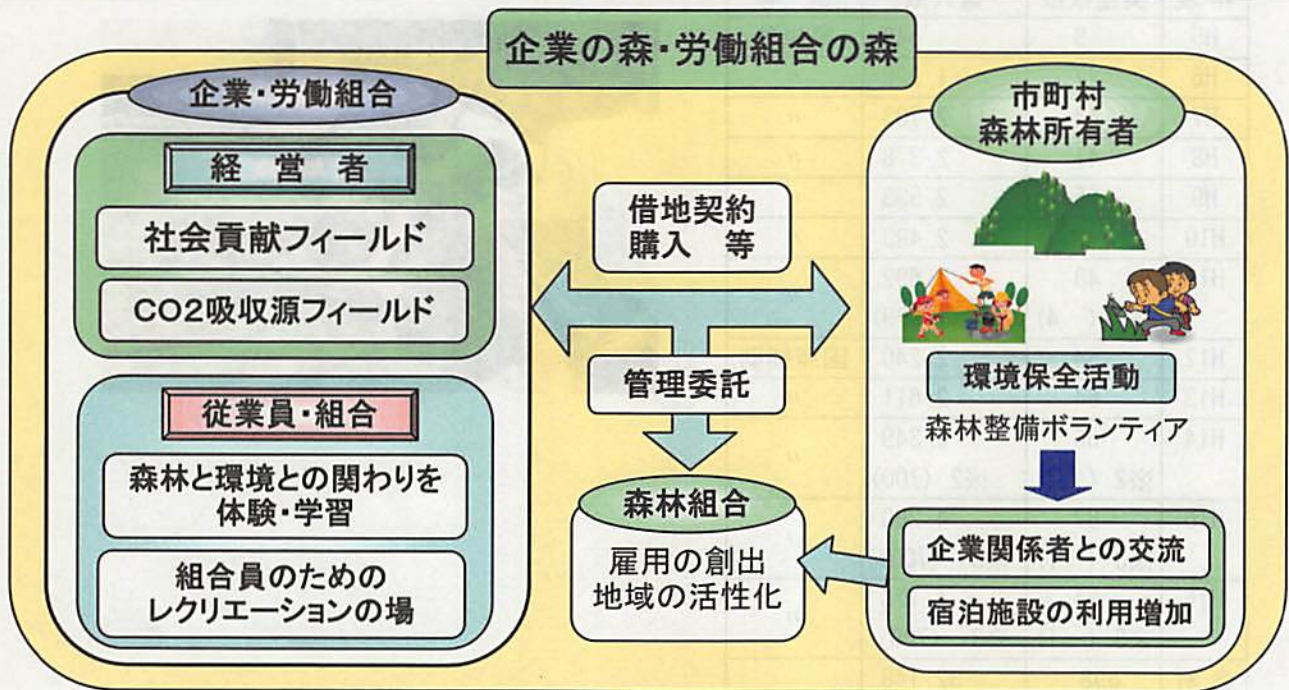 企業の森・労働組合の森
企業・労働組合
経営者
社会貢献フィールド
CO2吸収源フィールド
従業員・組合
森林と環境との関わりを
体験・学習
組合員のための
レクリエーションの場
借地契約
購入 等
管理委託
森林組合
雇用の創出
地域の活性化
市町村
森林所有者
環境保全活動
森林整備ボランティア
企業関係者との交流
宿泊施設の利用増加